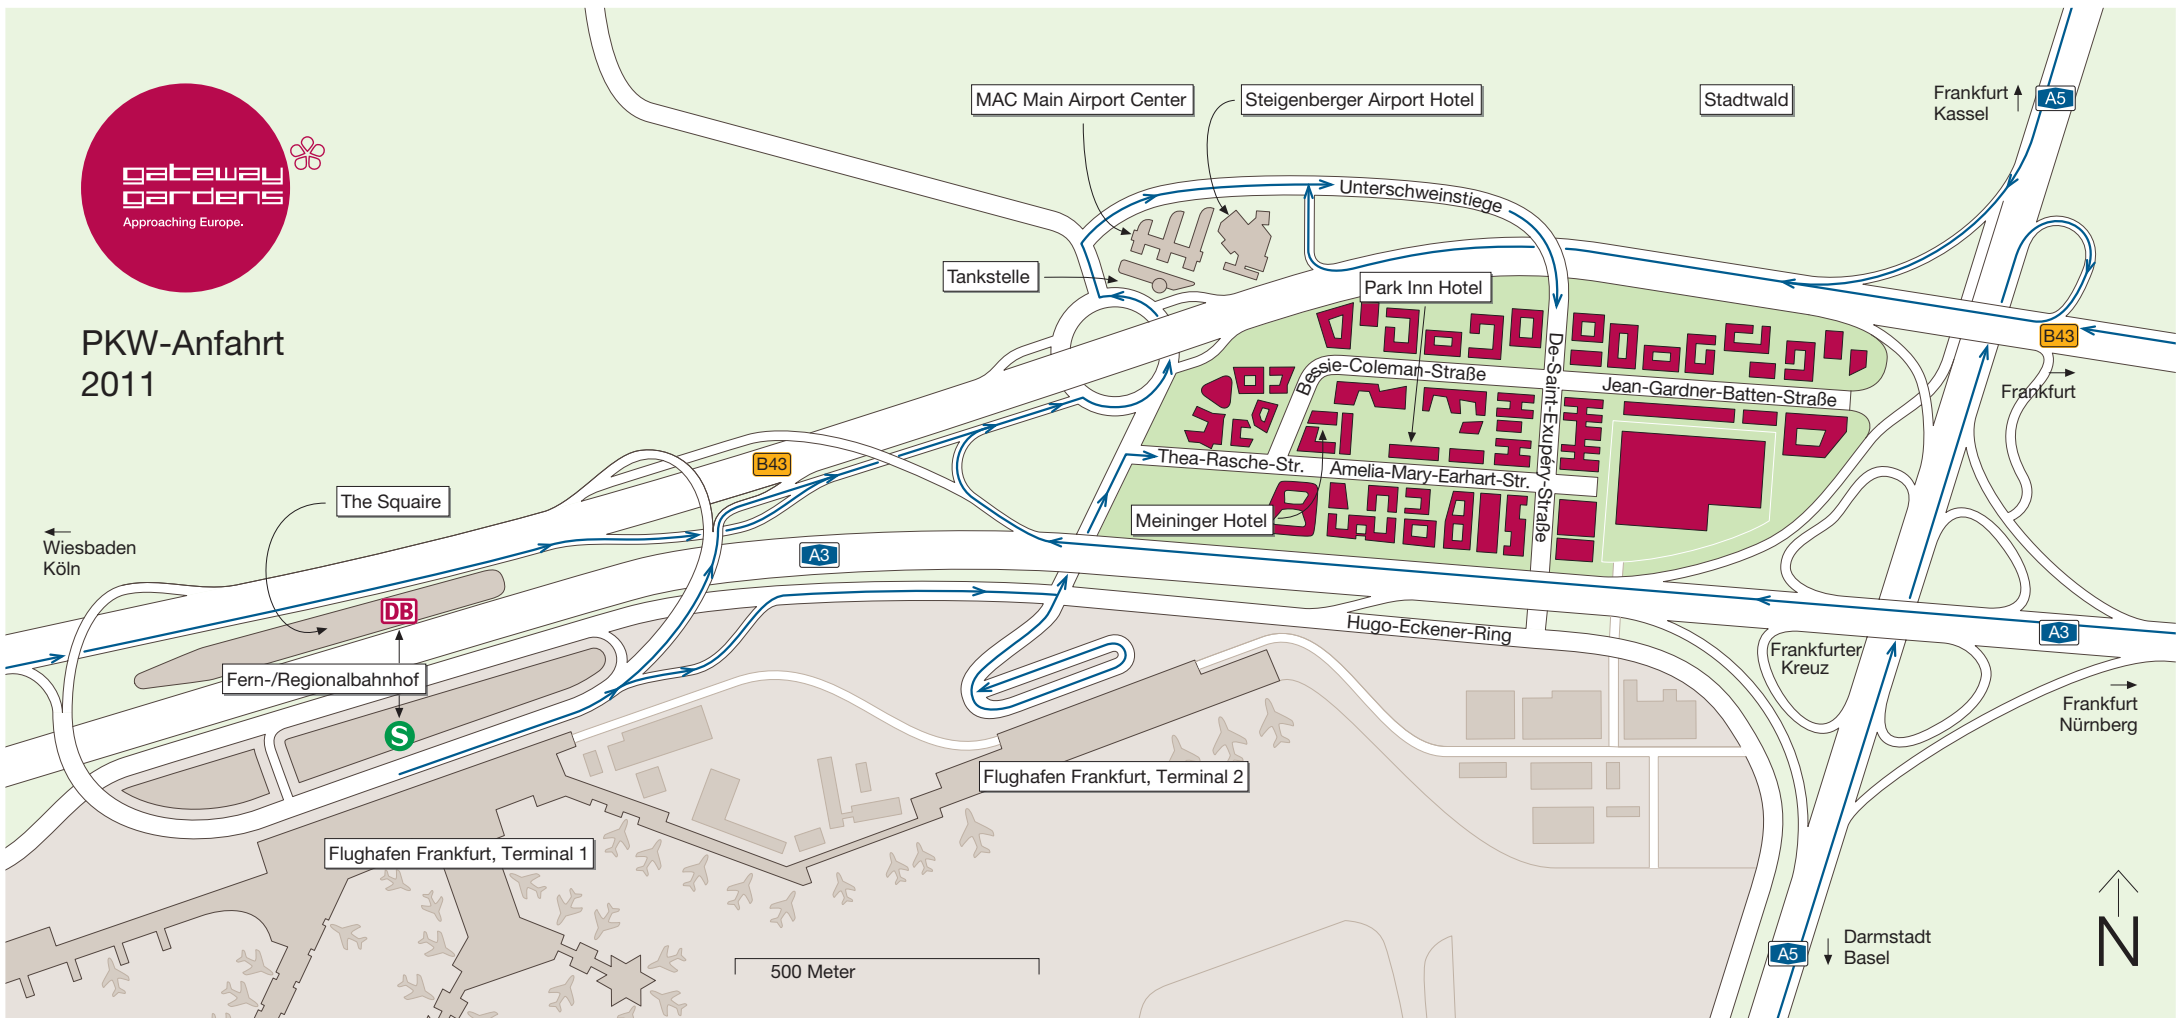 gateway
gardens
Approaching Europe.
PKW-Anfahrt
2011
MAC Main Airport Center
Steigenberger Airport Hotel
Stadtwald
Frankfurt
Kassel
A5
Unterschweinstiege
Tankstelle
Park Inn Hotel
B43
Frankfurt
Bessie-Coleman-Straße
De-Saint-Exupéry-Straße
Jean-Gardner-Batten-Straße
Thea-Rasche-Str.
Amelia-Mary-Earhart-Str.
Meininger Hotel
B43
The Squaire
Wiesbaden
Köln
A3
DB
Fern-/Regionalbahnhof
S
Hugo-Eckener-Ring
Frankfurter
Kreuz
A3
Frankfurt
Nürnberg
Flughafen Frankfurt, Terminal 2
Flughafen Frankfurt, Terminal 1
500 Meter
A5
Darmstadt
Basel
N